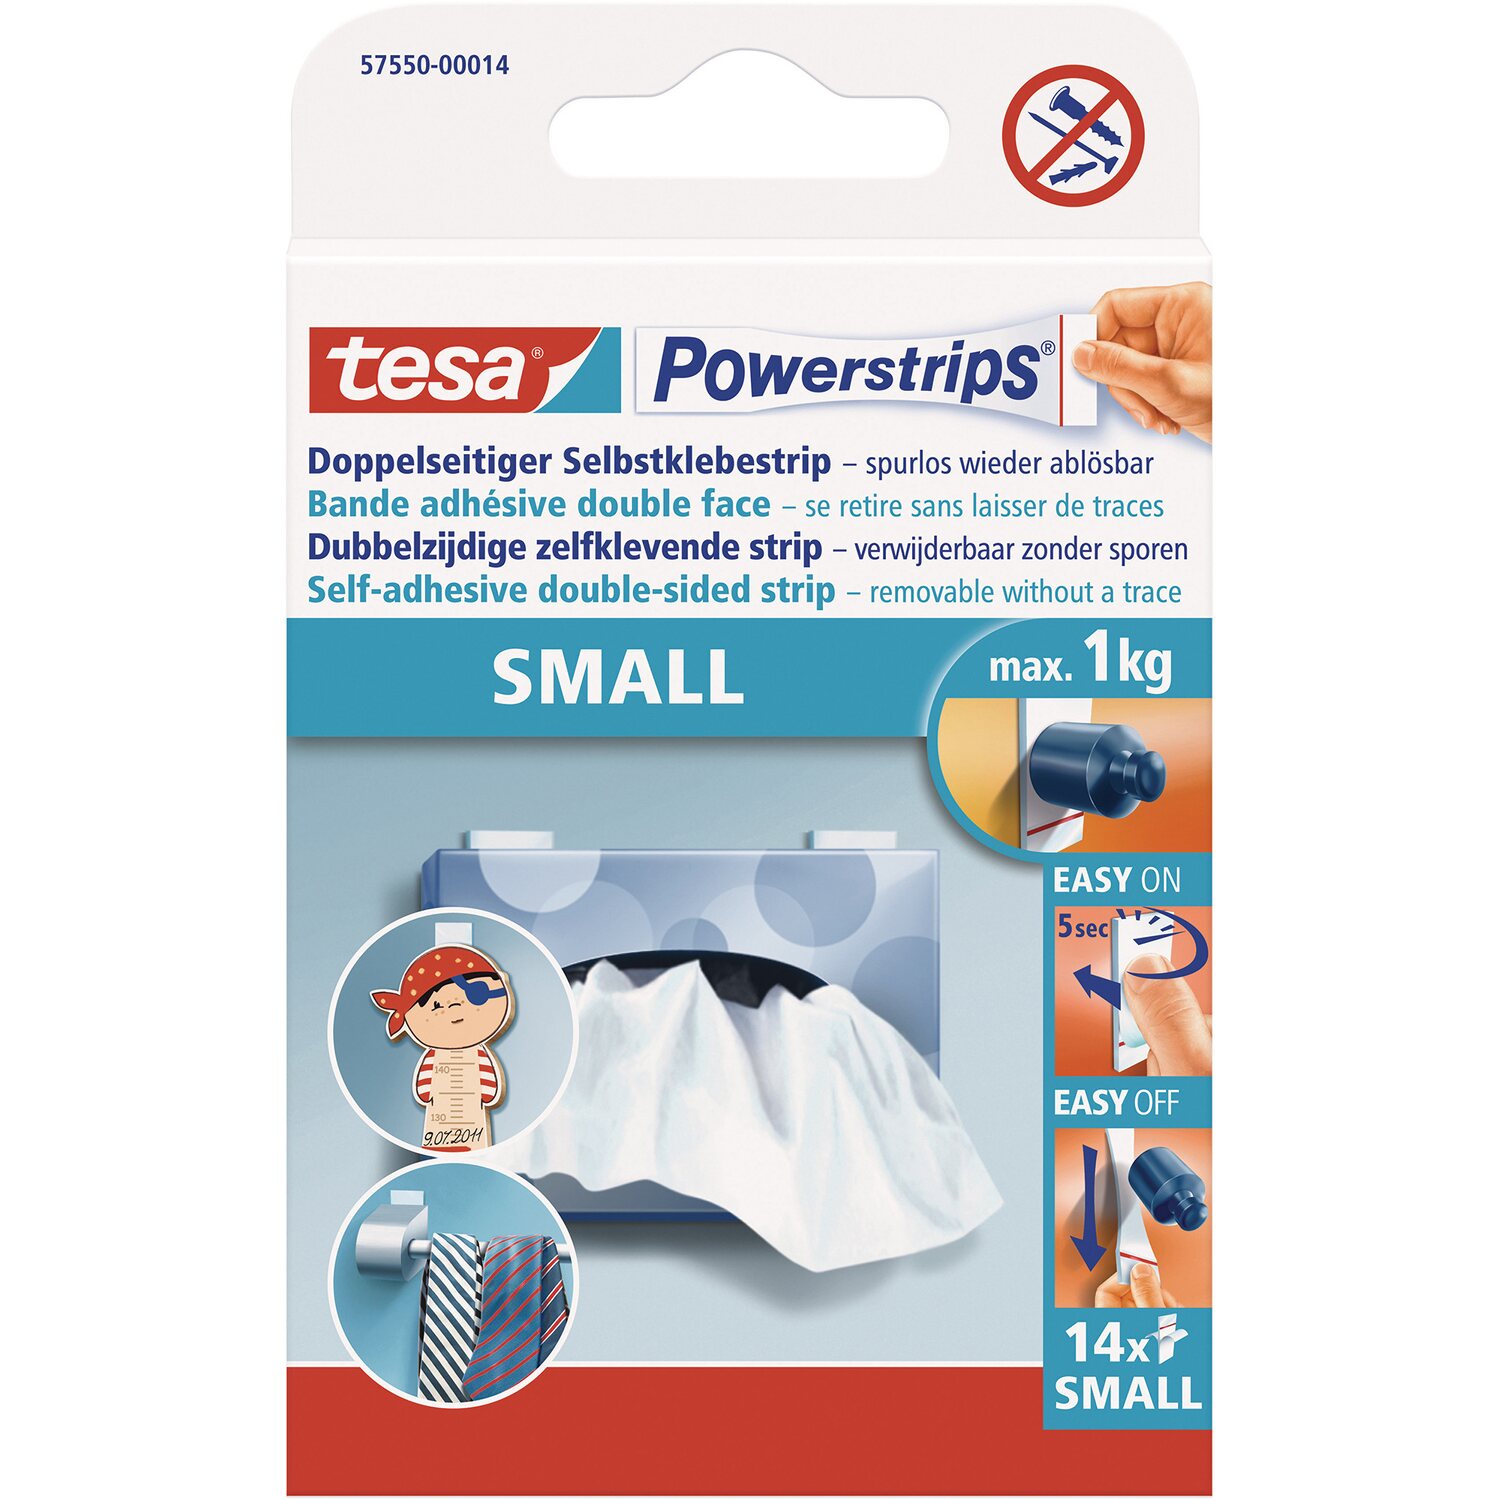 57550-00014
tesa®
Powerstrips®
Doppelseitiger Selbstklebestrip – spurlos wieder ablösbar
Bande adhésive double face – se retire sans laisser de traces
Dubbelzijdige zelfklevende strip – verwijderbaar zonder sporen
Self-adhesive double-sided strip – removable without a trace
SMALL
max. 1kg
EASY ON
5sec
140
130
9.07.2011
EASY OFF
14x
SMALL